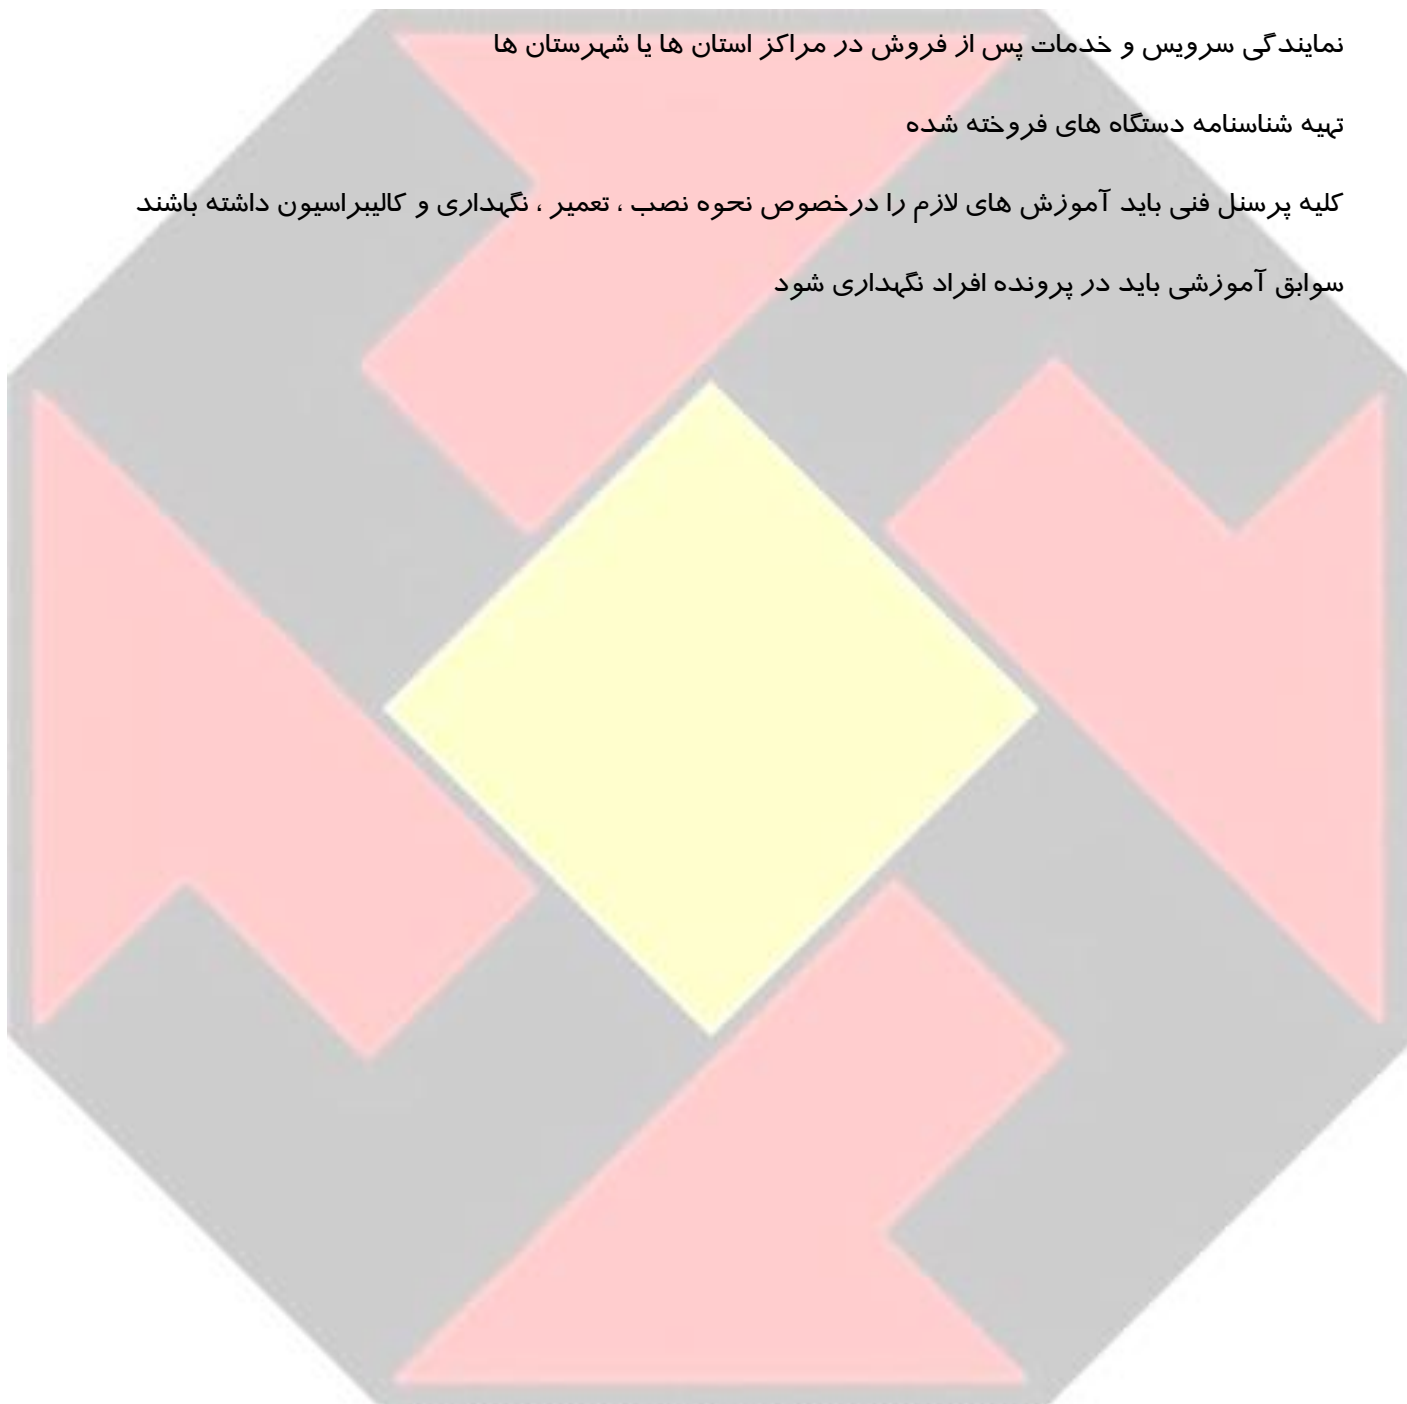 نمایندگی سرویس و خدمات پس از فروش در مراکز استان ها یا شهرستان ها
تهیه شناسنامه دستگاه های فروخته شده
کلیه پرسنل فنی باید آموزش های لازم را درخصوص نحوه نصب ، تعمیر ، نگهداری و کالیبراسیون داشته باشند
سوابق آموزشی باید در پرونده افراد نگهداری شود